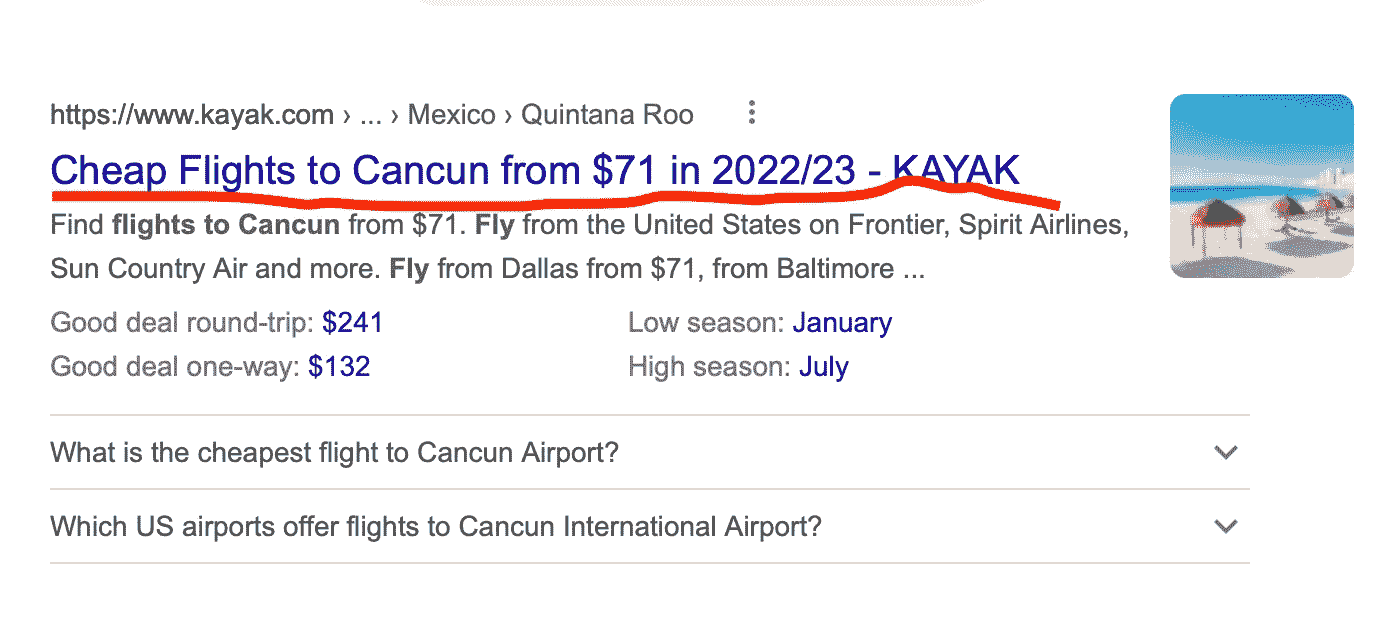 https://www.kayak.com › ... › Mexico › Quintana Roo
Cheap Flights to Cancun from $71 in 2022/23 - KAYAK
Find flights to Cancun from $71. Fly from the United States on Frontier, Spirit Airlines,
Sun Country Air and more. Fly from Dallas from $71, from Baltimore ...
Good deal round-trip: $241 Low season: January
Good deal one-way: $132 High season: July
What is the cheapest flight to Cancun Airport?
Which US airports offer flights to Cancun International Airport?